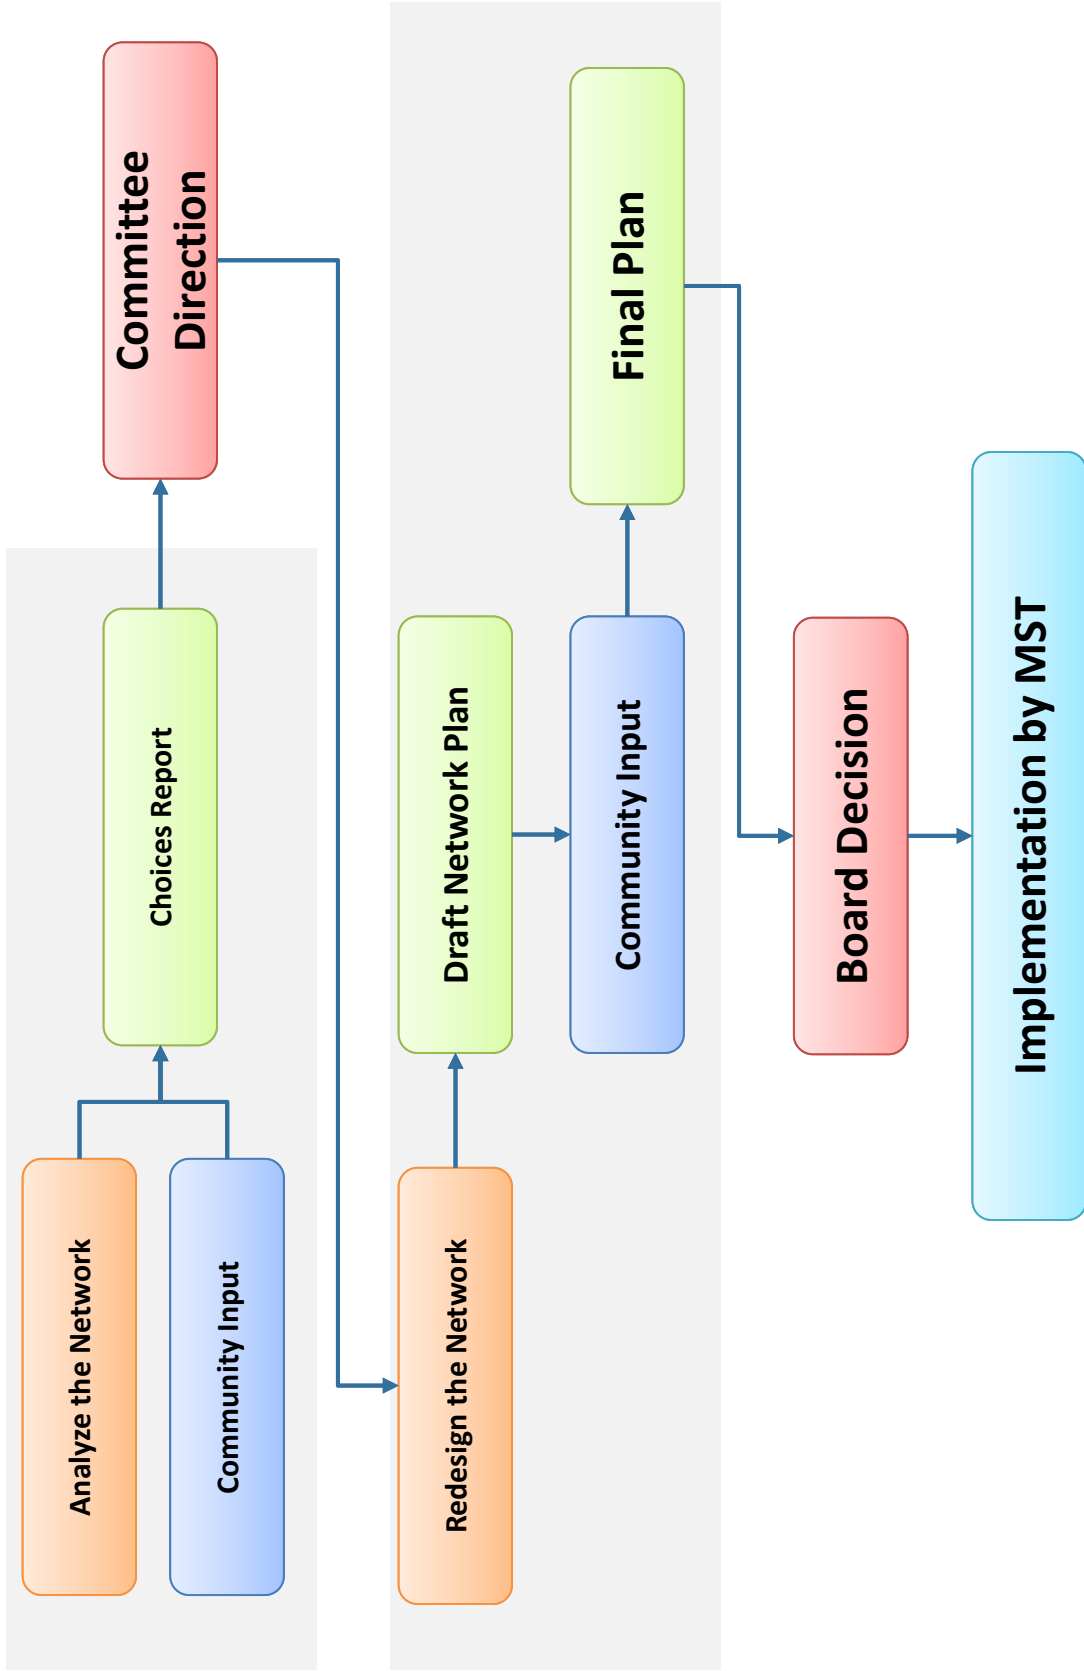 Analyze the Network
Community Input
Choices Report
Committee
Direction
Redesign the Network
Draft Network Plan
Community Input
Final Plan
Board Decision
Implementation by MST